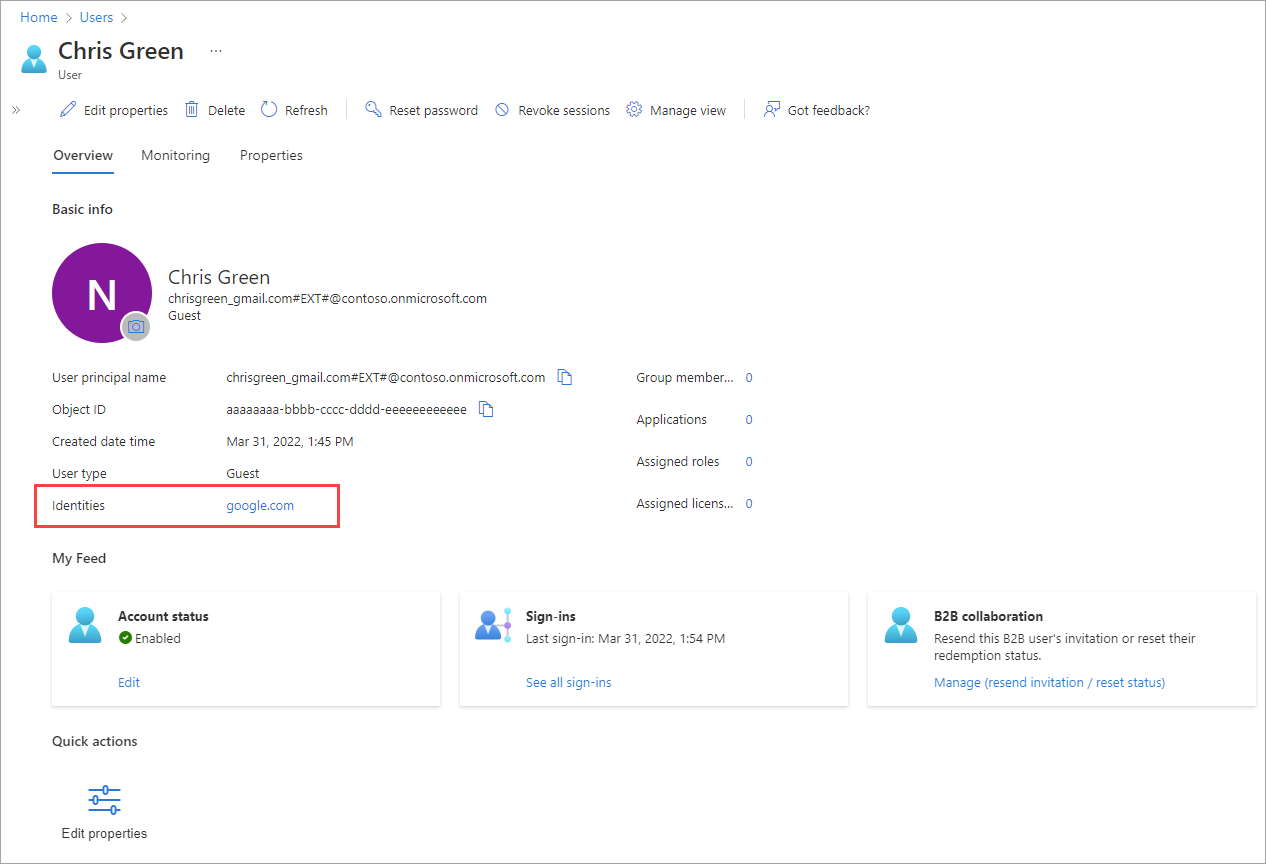 Home > Users >
Chris Green ...
User
» Edit properties Delete Refresh Reset password Revoke sessions Manage view Got feedback?
Overview Monitoring Properties
Basic info
N
Chris Green
chrisgreen_gmail.com#EXT#@contoso.onmicrosoft.com
Guest
User principal name chrisgreen_gmail.com#EXT#@contoso.onmicrosoft.com
Object ID aaaaaaaa-bbbb-cccc-dddd-eeeeeeeeeeee
Created date time Mar 31, 2022, 1:45 PM
User type Guest
Identities google.com
Group member... 0
Applications 0
Assigned roles 0
Assigned licens... 0
My Feed
Account status
Enabled
Edit
Sign-ins
Last sign-in: Mar 31, 2022, 1:54 PM
See all sign-ins
B2B collaboration
Resend this B2B user's invitation or reset their
redemption status.
Manage (resend invitation / reset status)
Quick actions
Edit properties